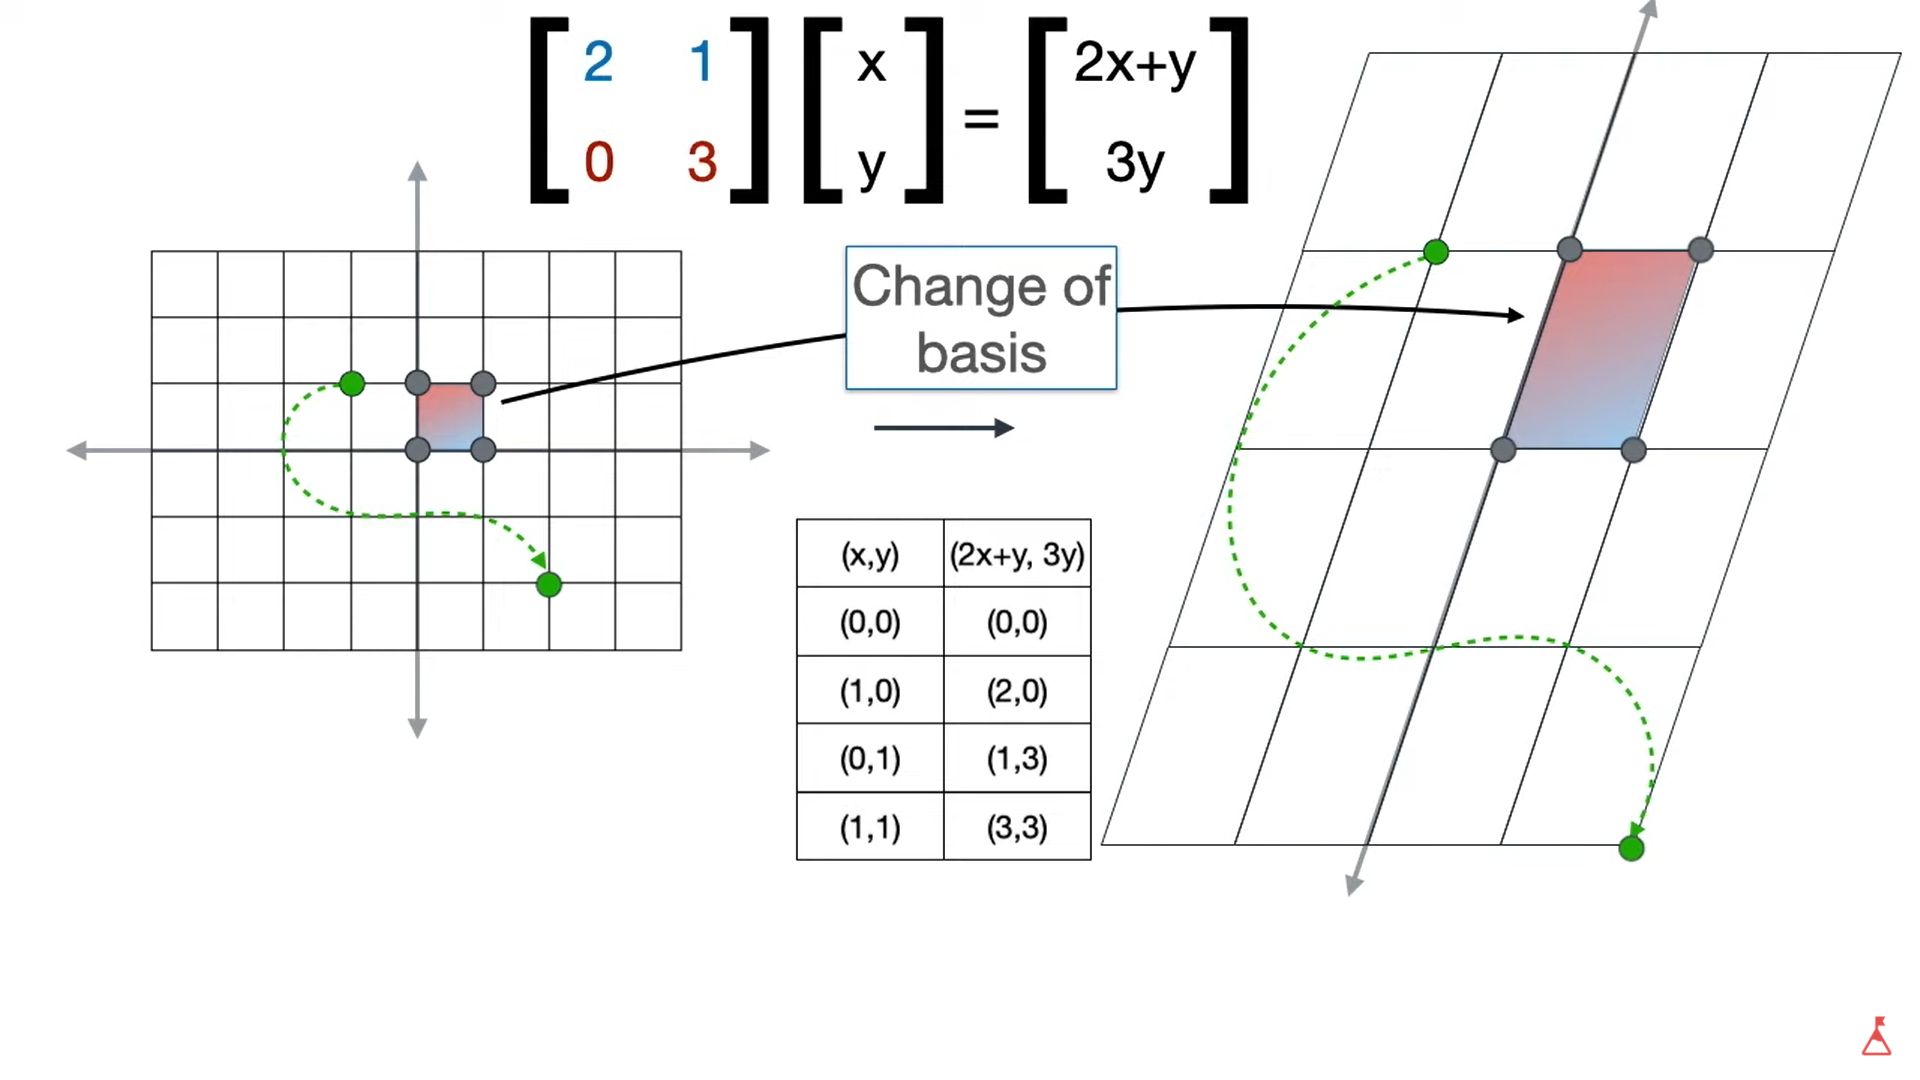 2 1 x = 2x+y
0 3 y 3y
Change of
basis
(x,y) (2x+y, 3y)
(0,0) (0,0)
(1,0) (2,0)
(0,1) (1,3)
(1,1) (3,3)